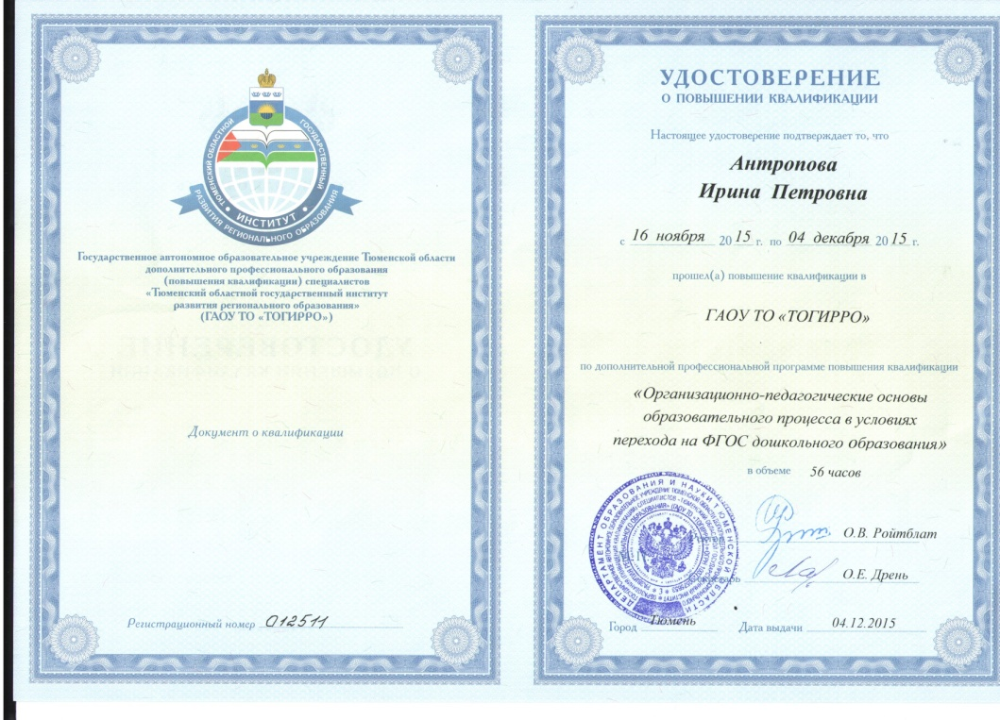 ТЮМЕНСКИЙ ОБЛАСТНОЙ ГОСУДАРСТВЕННЫЙ
ИНСТИТУТ
РАЗВИТИЯ РЕГИОНАЛЬНОГО ОБРАЗОВАНИЯ
Государственное автономное образовательное учреждение Тюменской области
дополнительного профессионального образования
(повышения квалификации) специалистов
«Тюменский областной государственный институт
развития регионального образования»
(ГАОУ ТО «ТОГИРРО»)
Документ о квалификации
Регистрационный номер 012511
УДОСТОВЕРЕНИЕ
О ПОВЫШЕНИИ КВАЛИФИКАЦИИ
Настоящее удостоверение подтверждает то, что
Антропова
Ирина Петровна
с 16 ноября 2015 г. по 04 декабря 2015 г.
прошел(а) повышение квалификации в
ГАОУ ТО «ТОГИРРО»
по дополнительной профессиональной программе повышения квалификации
«Организационно-педагогические основы
образовательного процесса в условиях
перехода на ФГОС дошкольного образования»
в объеме 56 часов
ДЕПАРТАМЕНТ ОБРАЗОВАНИЯ И НАУКИ ТЮМЕНСКОЙ ОБЛАСТИ
О.В. Ройтблат
О.Е. Дрень
Город Тюмень Дата выдачи 04.12.2015